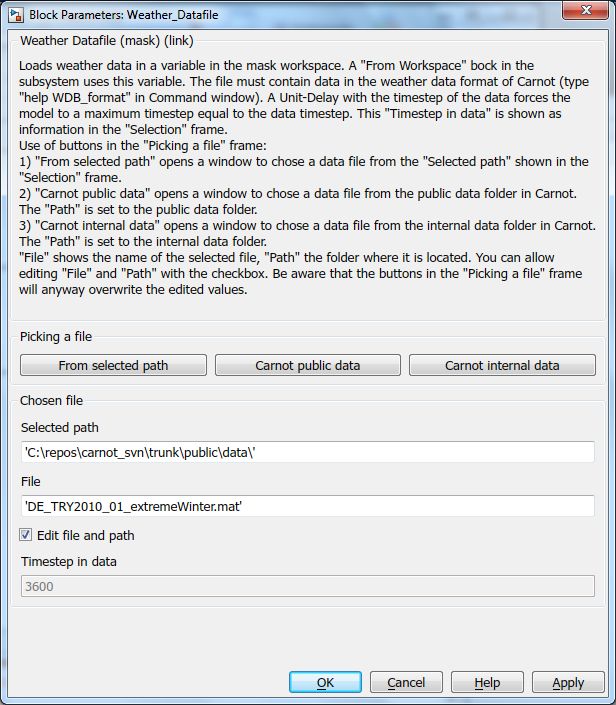 Block Parameters: Weather_Datafile
Weather Datafile (mask) (link)
Loads weather data in a variable in the mask workspace. A "From Workspace" bock in the
subsystem uses this variable. The file must contain data in the weather data format of Carnot (type
"help WDB_format" in Command window). A Unit-Delay with the timestep of the data forces the
model to a maximum timestep equal to the data timestep. This "Timestep in data" is shown as
information in the "Selection" frame.
Use of buttons in the "Picking a file" frame:
1) "From selected path" opens a window to chose a data file from the "Selected path" shown in the
"Selection" frame.
2) "Carnot public data" opens a window to chose a data file from the public data folder in Carnot.
The "Path" is set to the public data folder.
3) "Carnot internal data" opens a window to chose a data file from the internal data folder in Carnot.
The "Path" is set to the internal data folder.
"File" shows the name of the selected file, "Path" the folder where it is located. You can allow
editing "File" and "Path" with the checkbox. Be aware that the buttons in the "Picking a file" frame
will anyway overwrite the edited values.
Picking a file
From selected path
Carnot public data
Carnot internal data
Chosen file
Selected path
'C:\repos\carnot_svn\trunk\public\data\'
File
'DE_TRY2010_01_extremeWinter.mat'
Edit file and path
Timestep in data
3600
OK
Cancel
Help
Apply